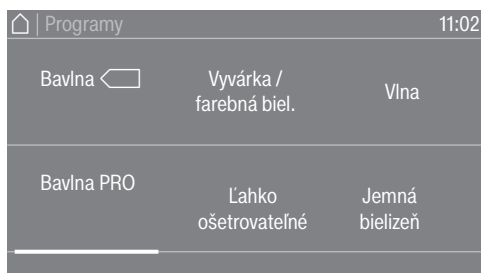 Programy
11:02
Bavlna
Vyvárka /
farebná biel.
Vlna
Bavlna PRO
Ľahko
ošetrovateľné
Jemná
bielizeň